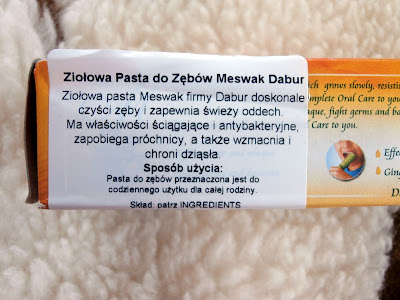 Ziołowa Pasta do Zębów Meswak Dabur
Ziołowa pasta Meswak firmy Dabur doskonale
czyści zęby i zapewnia świeży oddech.
Ma właściwości ściągające i antybakteryjne,
zapobiega próchnicy, a także wzmacnia i
chroni dziąsła.
Sposób użycia:
Pasta do zębów przeznaczona jest do
codziennego użytku dla całej rodziny.
Skład: patrz INGREDIENTS
grows slowly, resisti
Complete Oral Care to you
fight germs and ba
Care to you.
Effe
Ging